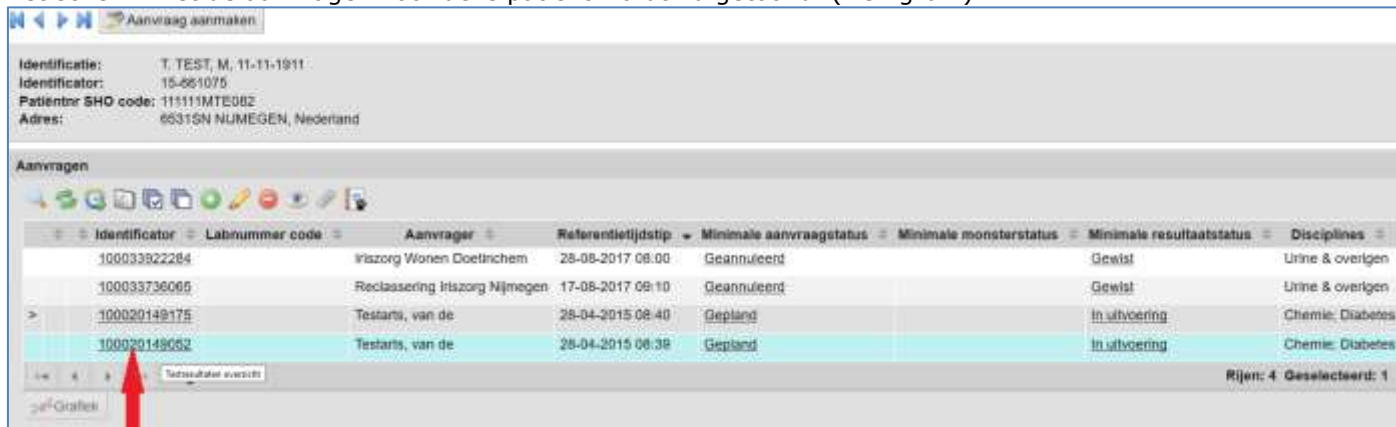 Aanvraag aanmaken
Identificatie: T. TEST, M, 11-11-1911
Identificator: 15-661075
Patiëntnr SHO code: 111111MTE082
Adres: 6531SN NIJMEGEN, Nederland
Aanvragen
Identificator Labnummer code Aanvrager Referentietijdstip Minimale aanvraagstatus Minimale monsterstatus Minimale resultaatstatus Disciplines
100033922284 Iriszorg Wonen Doetinchem 28-08-2017 08:00 Geannuleerd Gewist Urine & overigen
100033736065 Reclassering Iriszorg Nijmegen 17-08-2017 09:10 Geannuleerd Gewist Urine & overigen
> 100020149175 Testarts, van de 28-04-2015 08:40 Gepland In uitvoering Chemie; Diabetes
100020149052 Testarts, van de 28-04-2015 08:39 Gepland In uitvoering Chemie; Diabetes
Testresultaten overzicht
Rijen: 4 Geselecteerd: 1
Grafiek